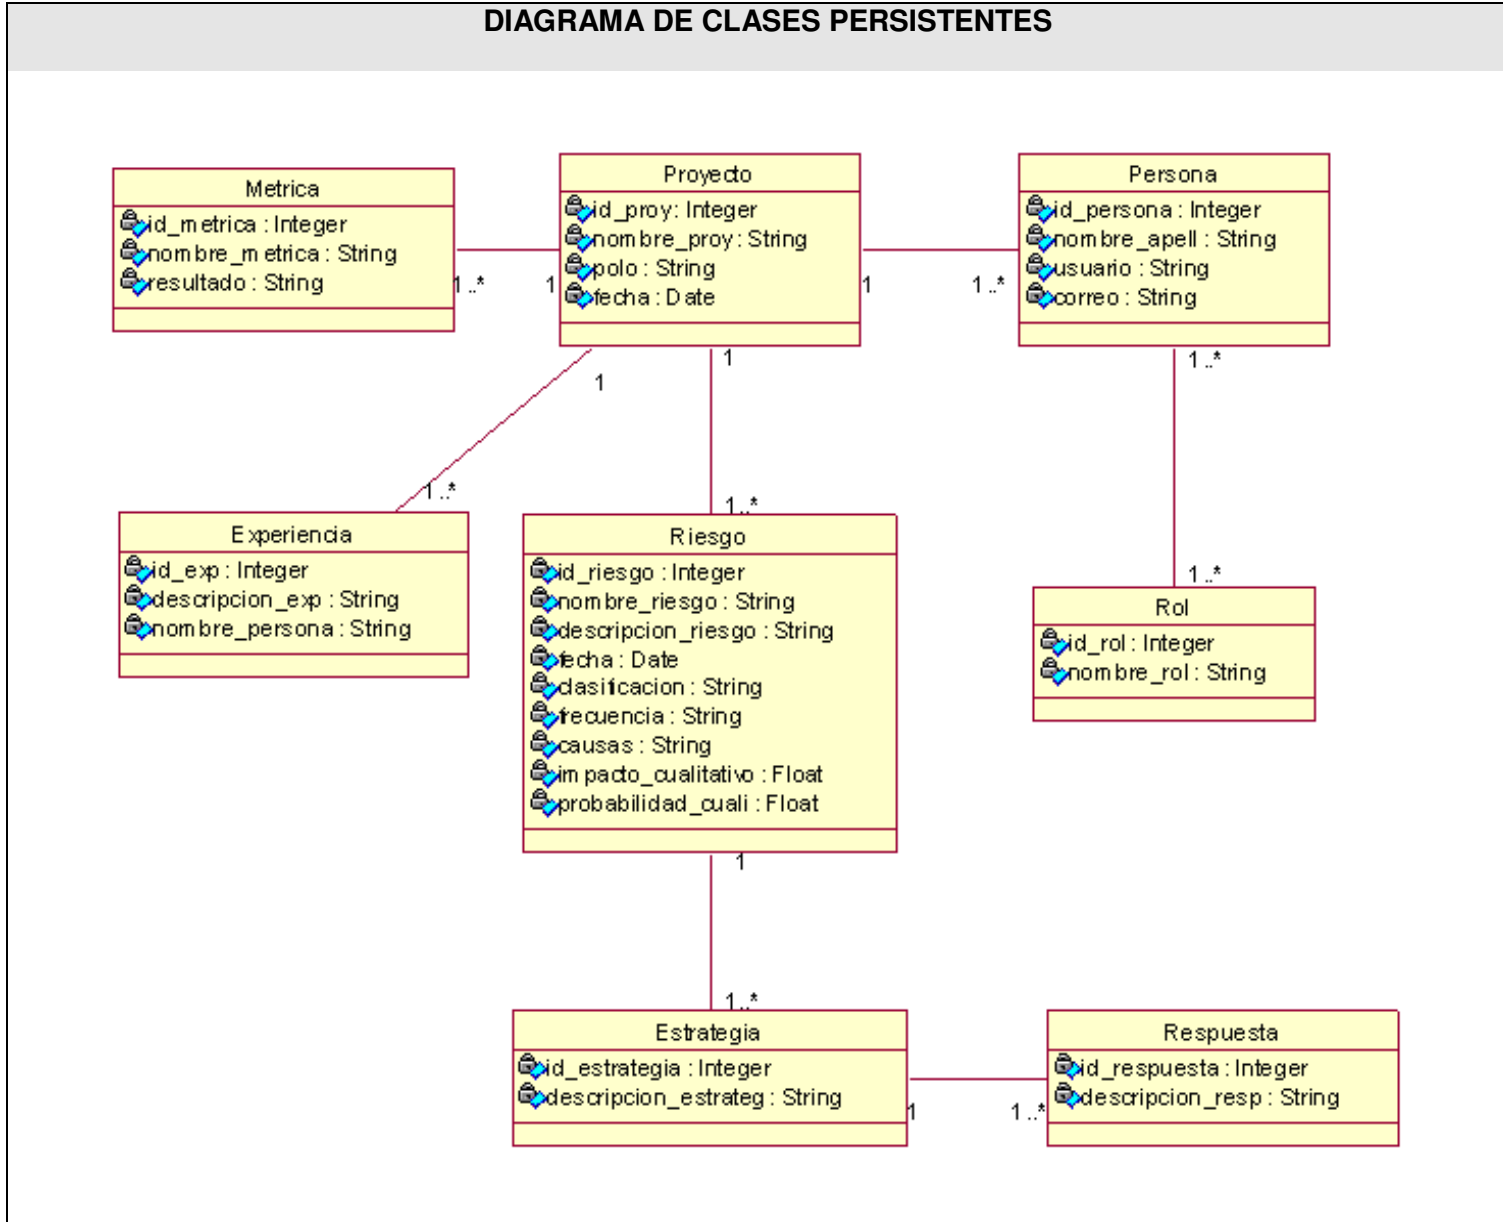 DIAGRAMA DE CLASES PERSISTENTES
Metrica
id_metrica : Integer
nombre_metrica : String
resultado : String
1..*
1
Proyecto
id_proy : Integer
nombre_proy : String
polo : String
fecha : Date
1
1..*
Persona
id_persona : Integer
nombre_apell : String
usuario : String
correo : String
1
1..*
1
1..*
1..*
1..*
Experiencia
id_exp : Integer
descripcion_exp : String
nombre_persona : String
Riesgo
id_riesgo : Integer
nombre_riesgo : String
descripcion_riesgo : String
fecha : Date
clasificacion : String
frecuencia : String
causas : String
impacto_cualitativo : Float
probabilidad_cuali : Float
Rol
id_rol : Integer
nombre_rol : String
1
1..*
Estrategia
id_estrategia : Integer
descripcion_estrateg : String
1
1..*
Respuesta
id_respuesta : Integer
descripcion_resp : String